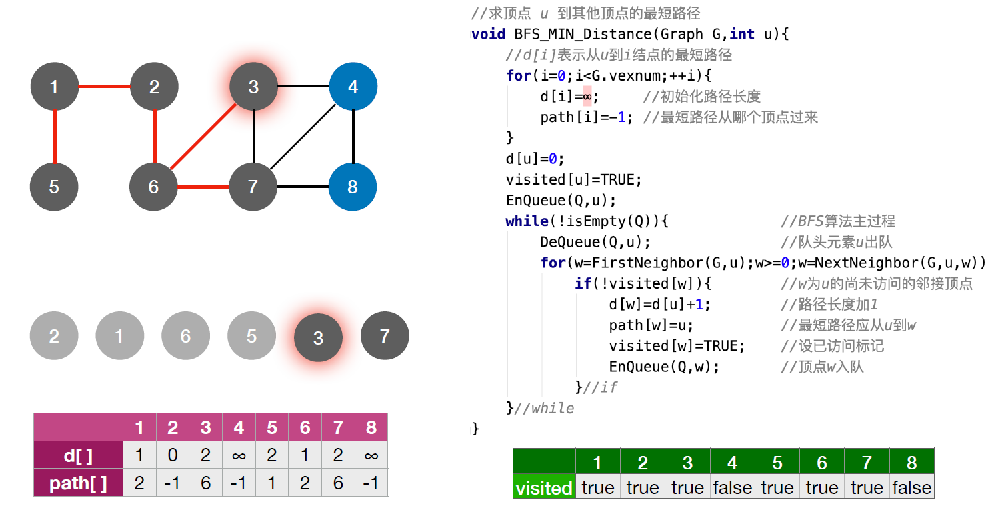 1 2 3 4
5 6 7 8
2 1 6 5 3 7
1 2 3 4 5 6 7 8
d[ ] 1 0 2 ∞ 2 1 2 ∞
path[ ] 2 -1 6 -1 1 2 6 -1
//求顶点 u 到其他顶点的最短路径
void BFS_MIN_Distance(Graph G,int u){
//d[i]表示从u到i结点的最短路径
for(i=0;i<G.vexnum;++i){
d[i]=∞; //初始化路径长度
path[i]=-1; //最短路径从哪个顶点过来
}
d[u]=0;
visited[u]=TRUE;
EnQueue(Q,u);
while(!isEmpty(Q)){ //BFS算法主过程
DeQueue(Q,u); //队头元素u出队
for(w=FirstNeighbor(G,u);w>=0;w=NextNeighbor(G,u,w))
if(!visited[w]){ //w为u的尚未访问的邻接顶点
d[w]=d[u]+1; //路径长度加1
path[w]=u; //最短路径应从u到w
visited[w]=TRUE; //设已访问标记
EnQueue(Q,w); //顶点w入队
}//if
}//while
}
1 2 3 4 5 6 7 8
visited true true true false true true true false